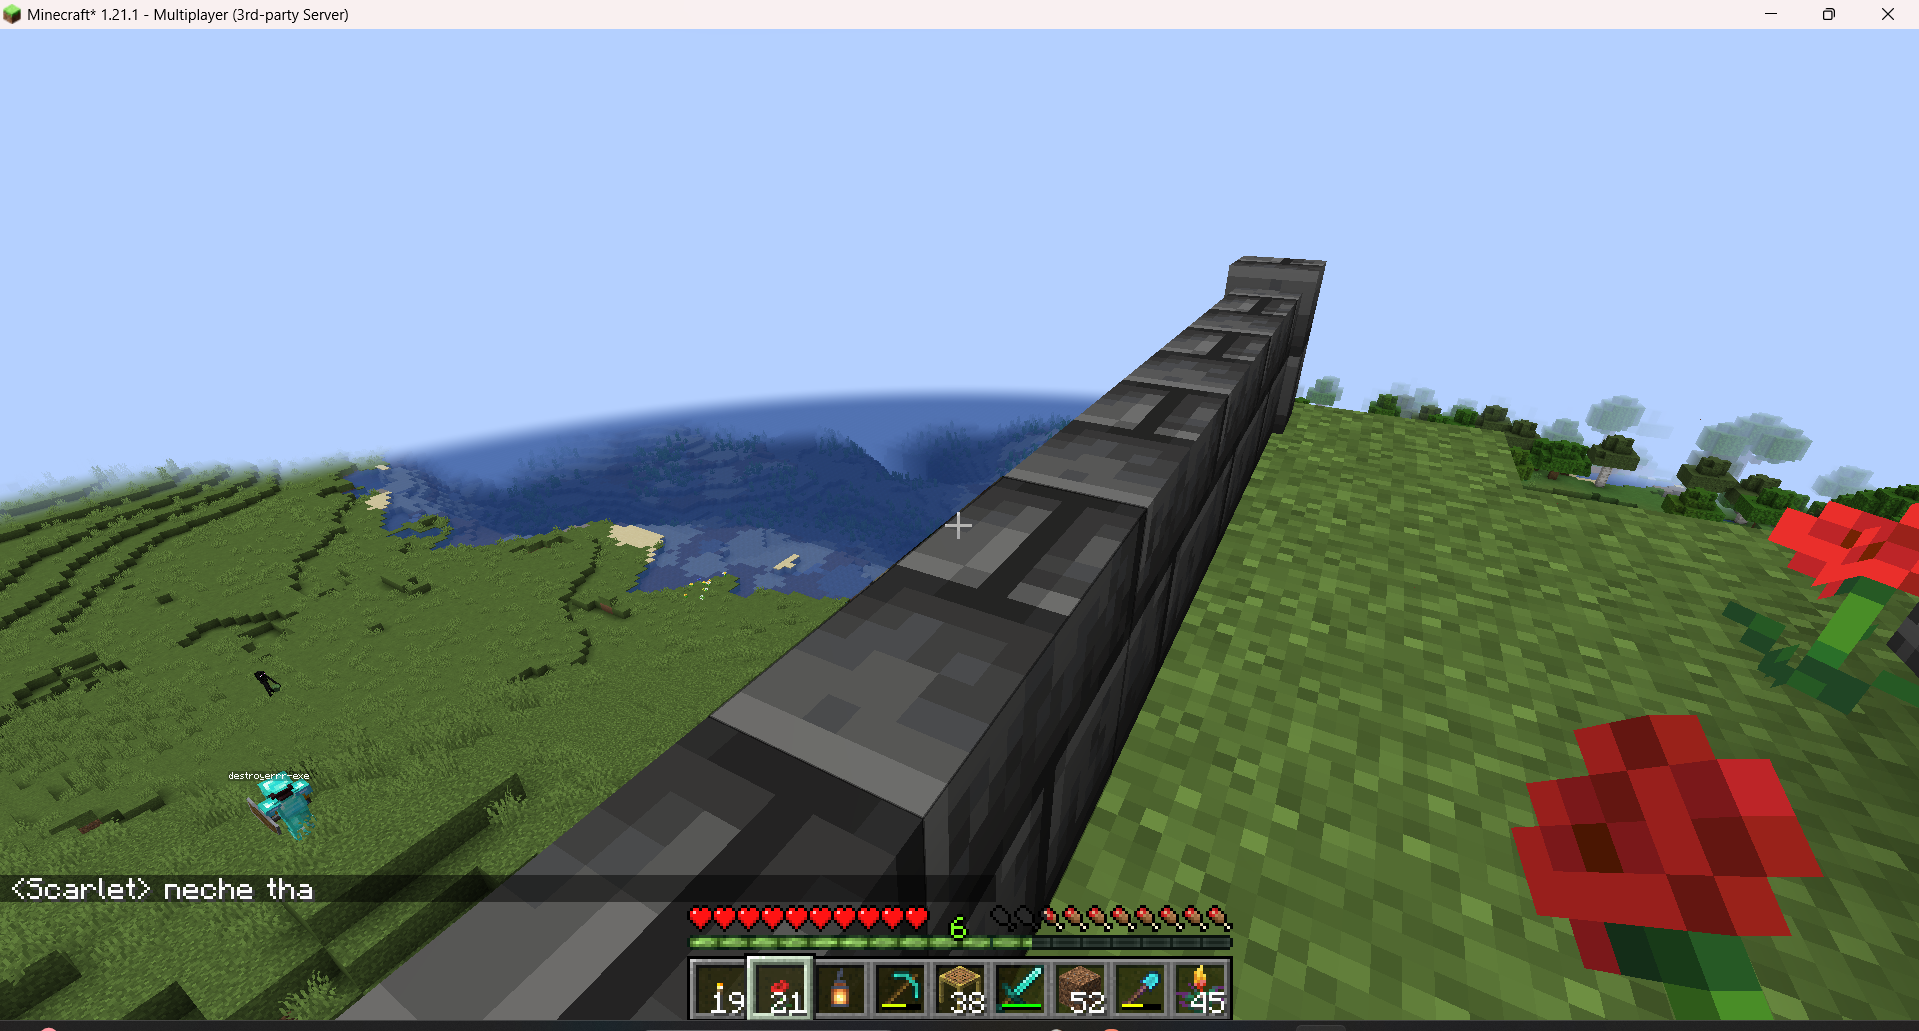 Minecraft* 1.21.1 - Multiplayer (3rd-party Server)
destroyerrr-exe
<Scarlet> neche tha
6
19 21 38 52 45